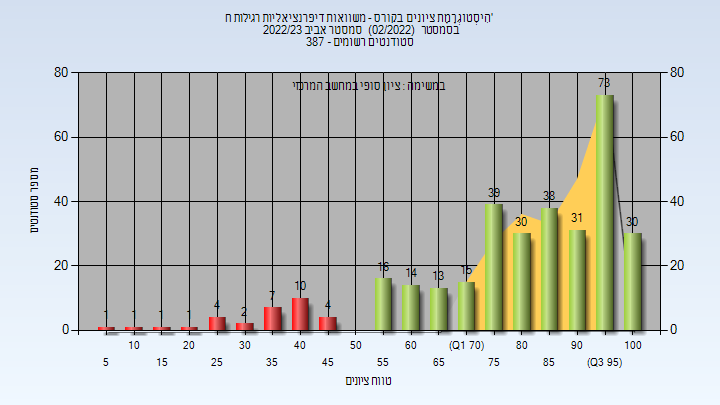 הִיסְטוֹגְרָמַת ציונים בקורס - משוואות דיפרנציאליות רגילות ח'
בסמסטר (02/2022) סמסטר אביב 2022/23
סטודנטים רשומים - 387
במשימה : ציון סופי במחשב המרכזי
80 80
60 60
40 40
20 20
0 0
מספר סטודנטים
1 1 1 1 4 2 7 10 4 16 14 13 15 39 30 38 31 73 30
10 20 30 40 50 60 (Q1 70) 80 90 100
5 15 25 35 45 55 65 75 85 (Q3 95)
טווח ציונים